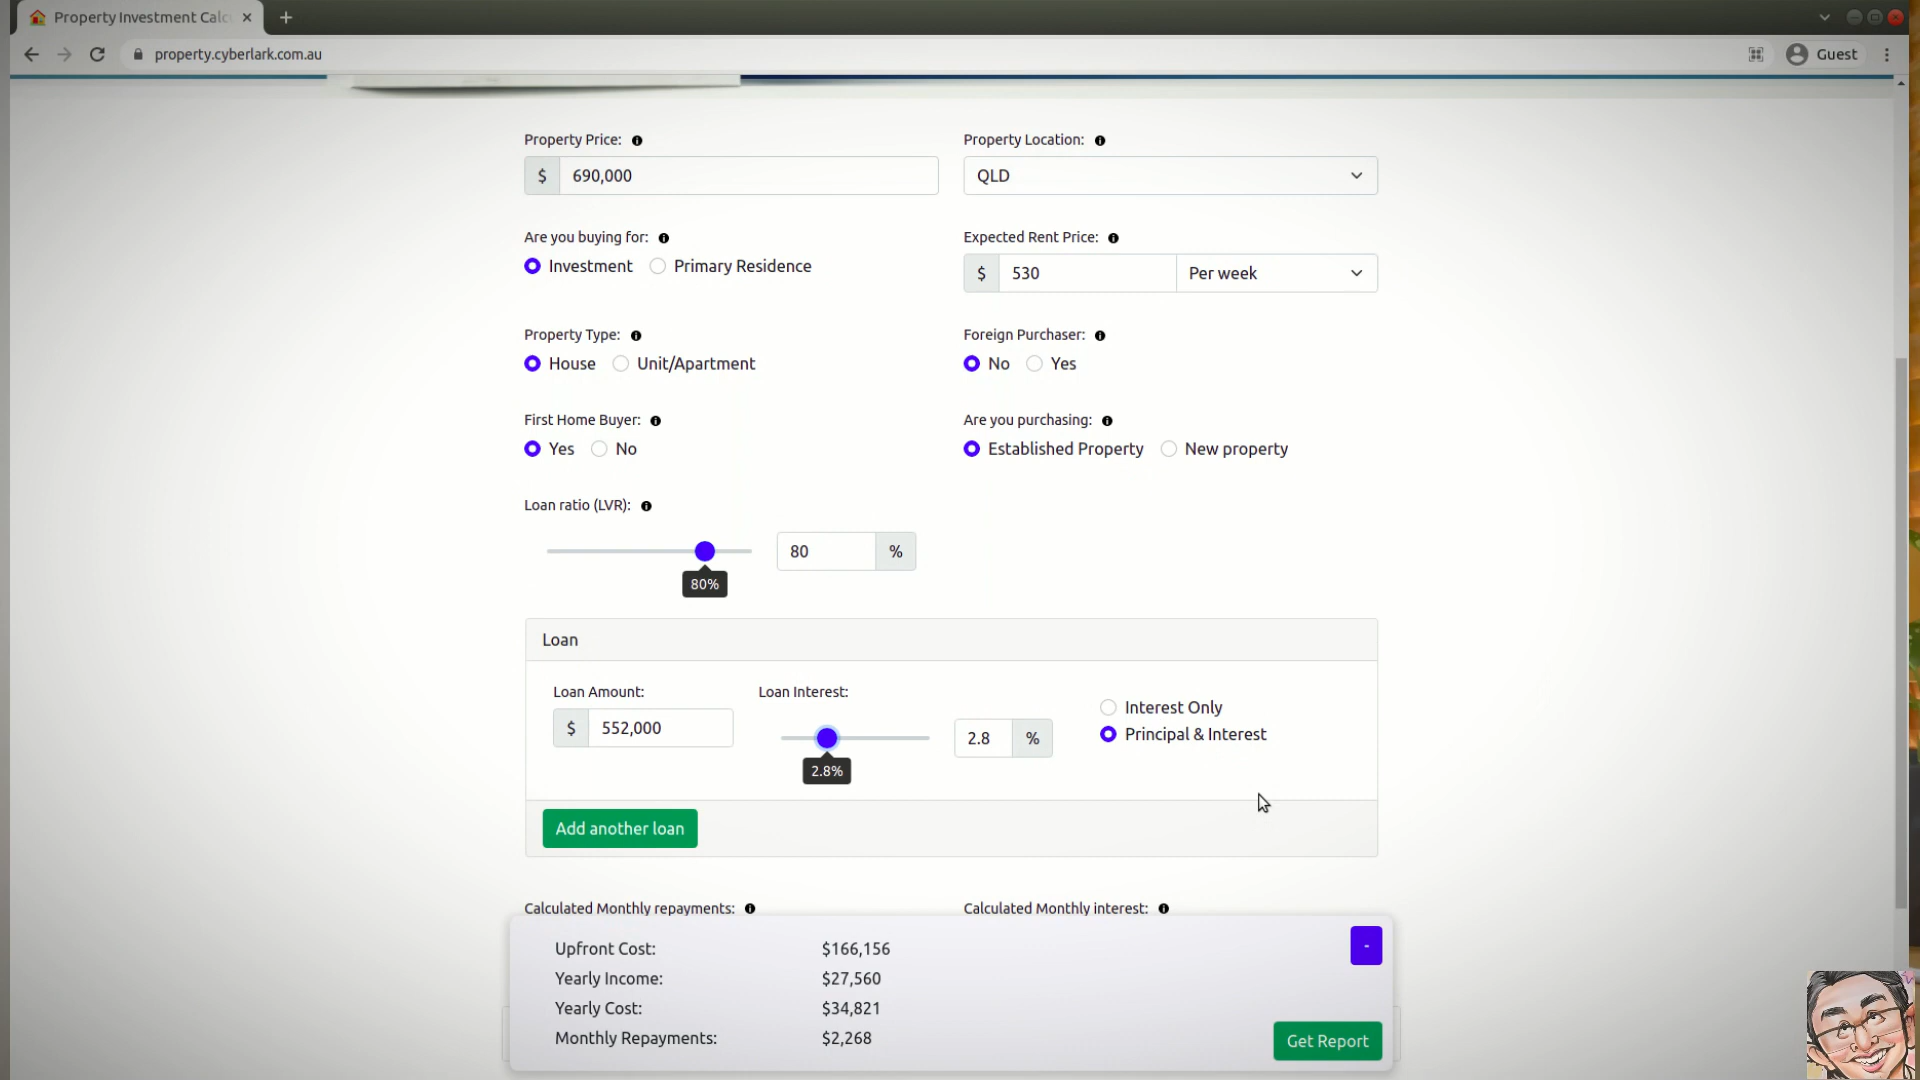 Property Investment Calc
property.cyberlark.com.au
Guest
Property Price:
Property Location:
$ 690,000
QLD
Are you buying for:
Expected Rent Price:
Investment Primary Residence
$ 530 Per week
Property Type:
Foreign Purchaser:
House Unit/Apartment
No Yes
First Home Buyer:
Are you purchasing:
Yes No
Established Property New property
Loan ratio (LVR):
80 %
80%
Loan
Loan Amount:
Loan Interest:
Interest Only
$ 552,000
2.8 %
Principal & Interest
2.8%
Add another loan
Calculated Monthly repayments:
Calculated Monthly interest:
Upfront Cost: $166,156
-
Yearly Income: $27,560
Yearly Cost: $34,821
Monthly Repayments: $2,268
Get Report